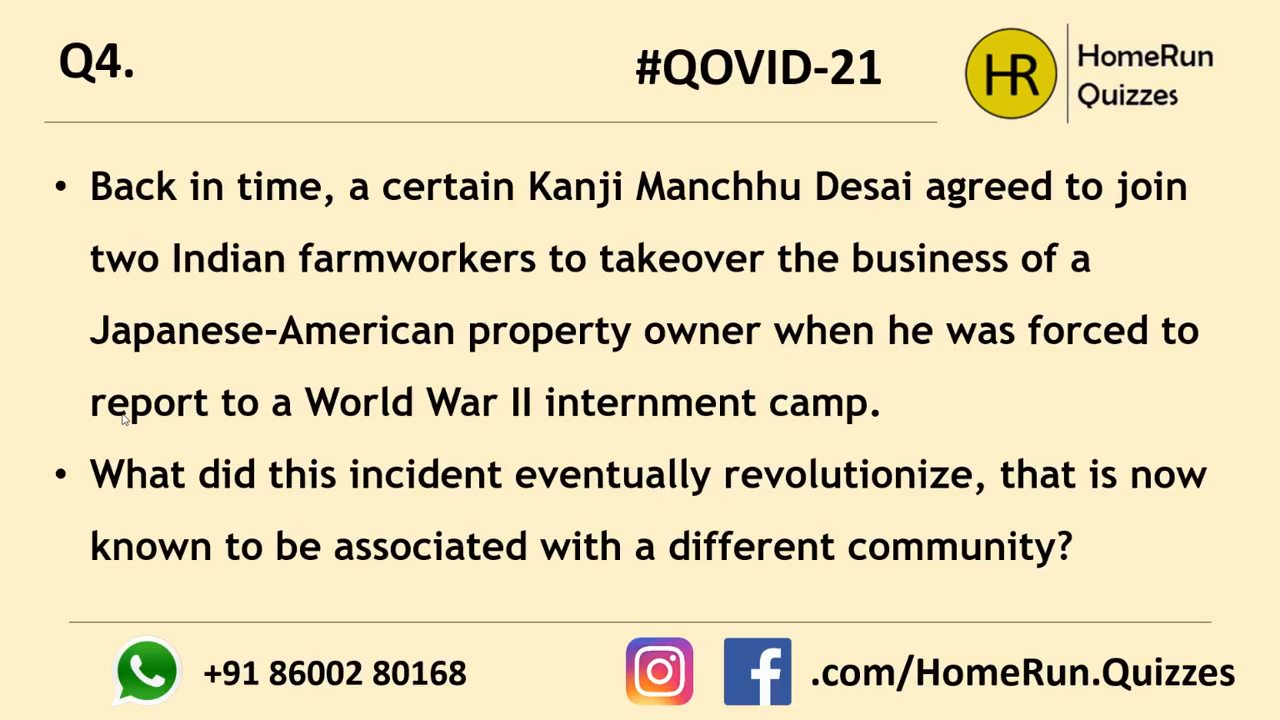 Q4.
#QOVID-21
HR
HomeRun
Quizzes
• Back in time, a certain Kanji Manchhu Desai agreed to join
two Indian farmworkers to takeover the business of a
Japanese-American property owner when he was forced to
report to a World War II internment camp.
• What did this incident eventually revolutionize, that is now
known to be associated with a different community?
+91 86002 80168
.com/HomeRun.Quizzes